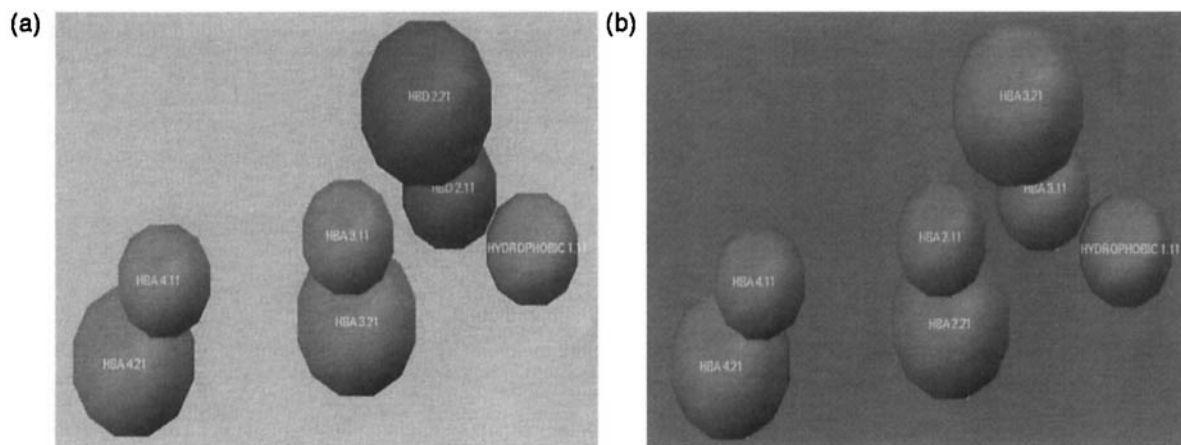 (a)
HBD 2.21
HBD 2.11
HBA 3.11
HYDROPHOBIC 1.11
HBA 4.11
HBA 3.21
HBA 4.21
(b)
HBA 3.21
HBA 3.11
HBA 2.11
HYDROPHOBIC 1.11
HBA 4.11
HBA 2.21
HBA 4.21